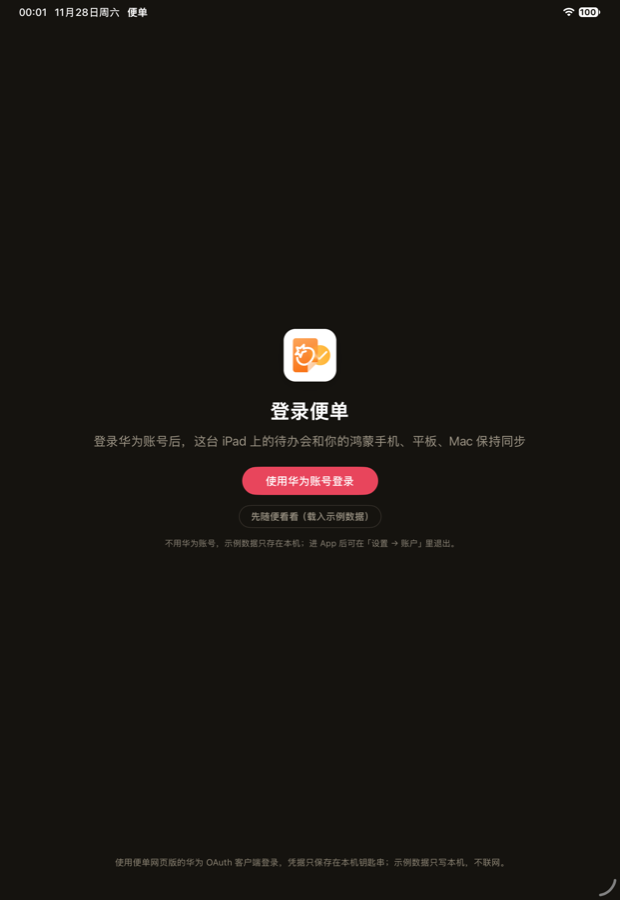 00:01 11月28日周六 便单 100
登录便单
登录华为账号后，这台 iPad 上的待办会和你的鸿蒙手机、平板、Mac 保持同步
使用华为账号登录
先随便看看（载入示例数据）
不用华为账号，示例数据只存在本机；进 App 后可在「设置 → 账户」里退出。
使用便单网页版的华为 OAuth 客户端登录，凭据只保存在本机钥匙串；示例数据只写本机，不联网。